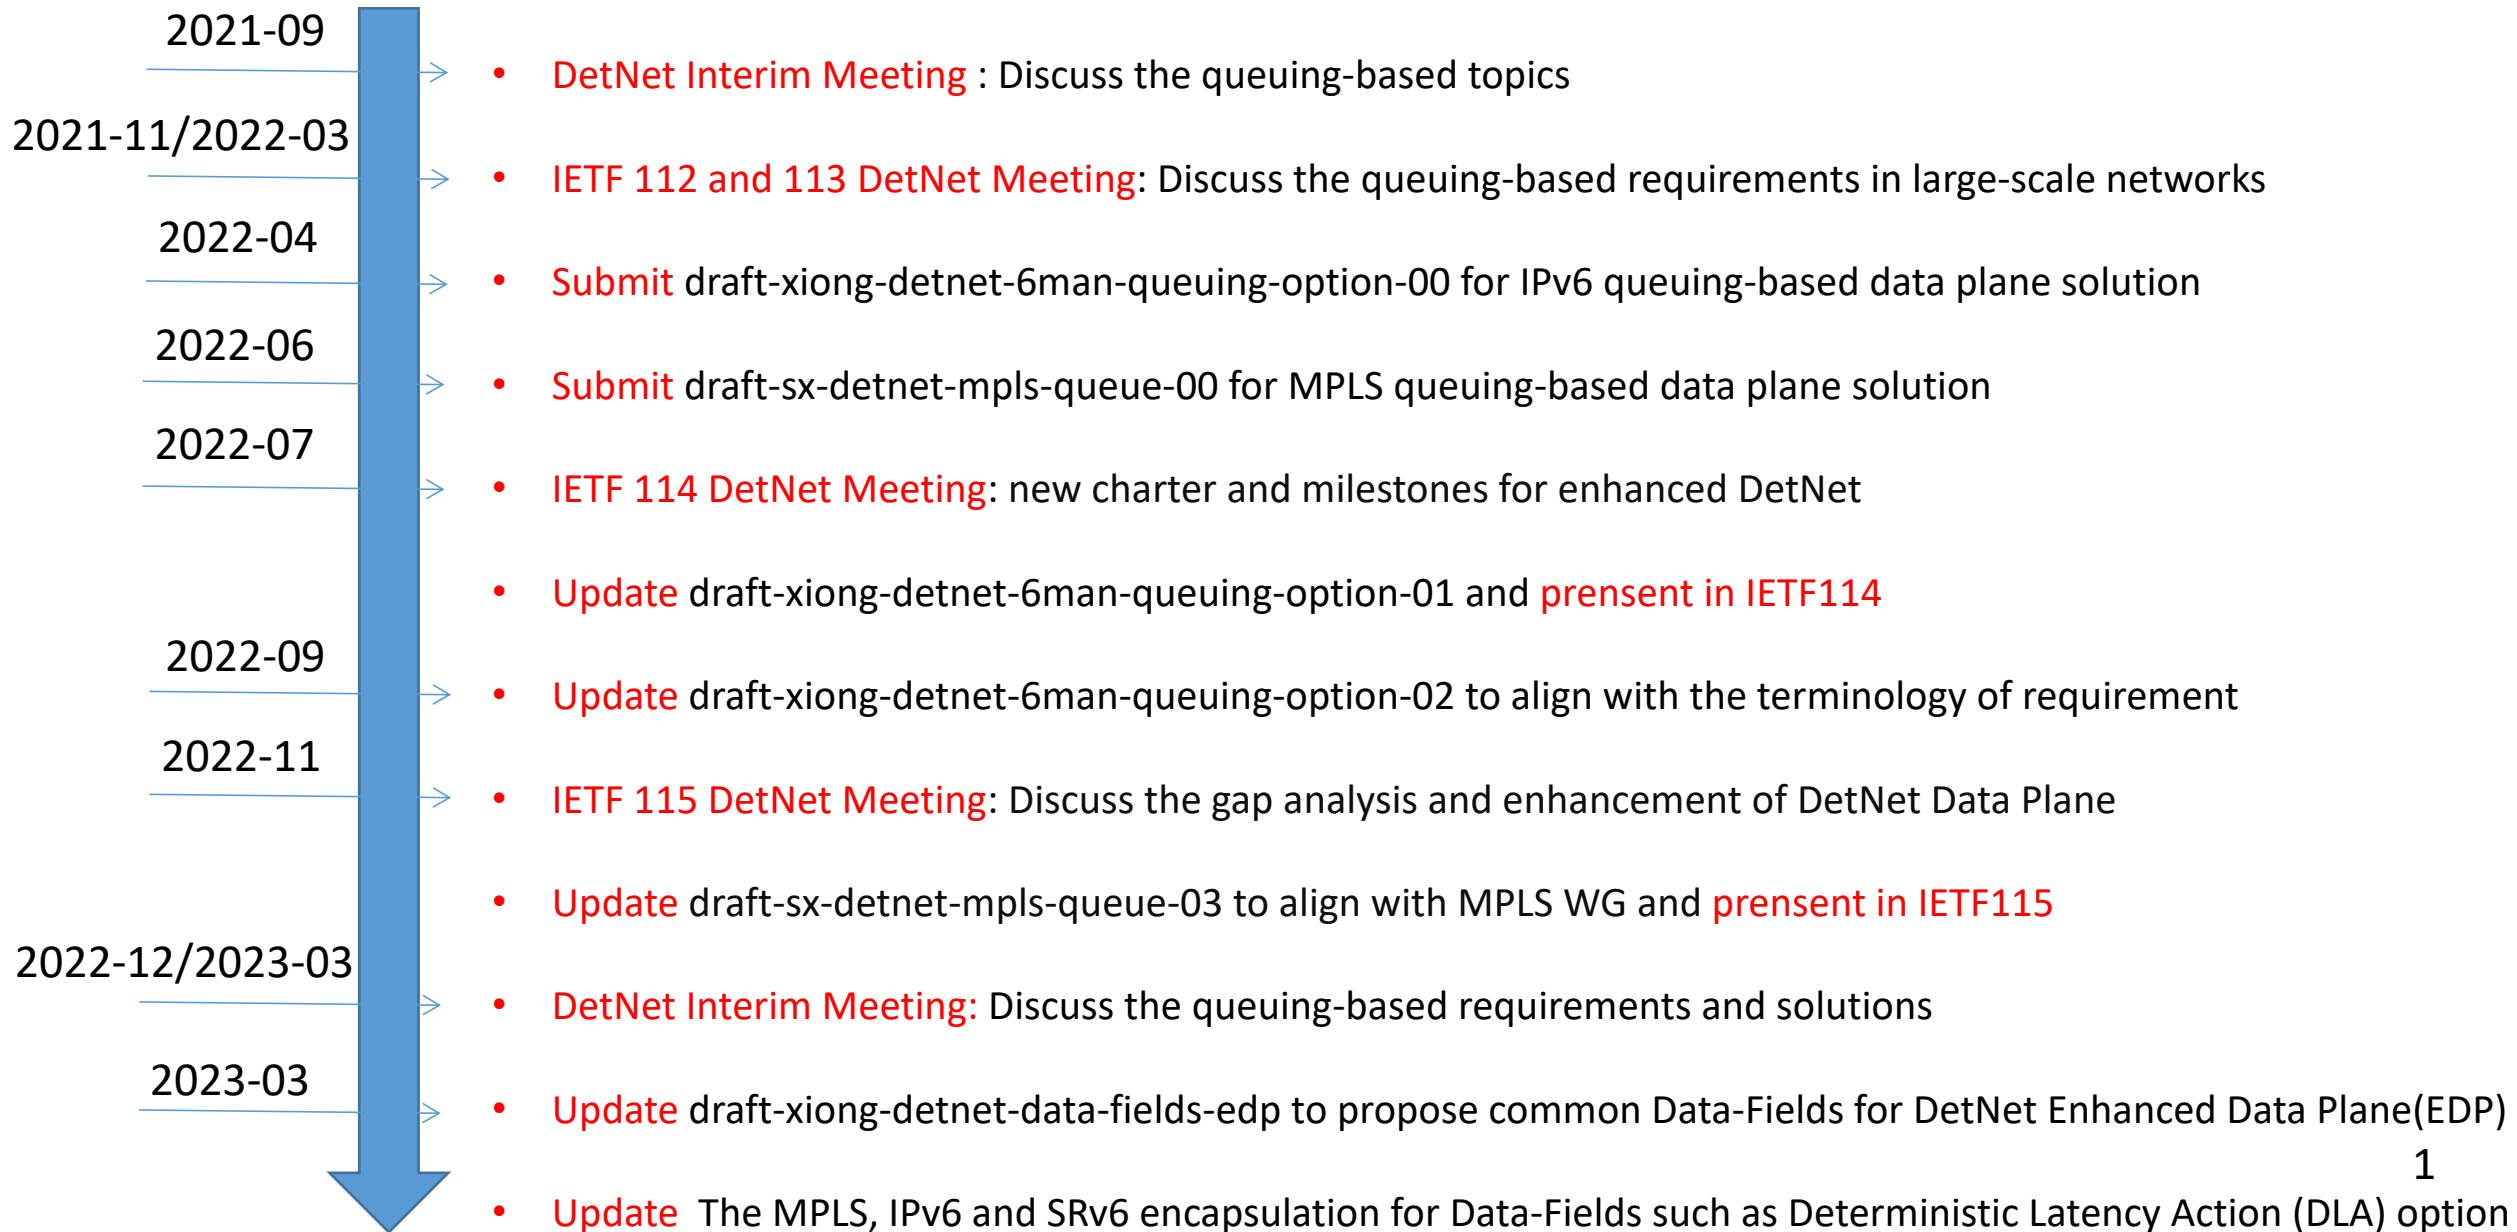 2021-09
• DetNet Interim Meeting : Discuss the queuing-based topics
2021-11/2022-03
• IETF 112 and 113 DetNet Meeting: Discuss the queuing-based requirements in large-scale networks
2022-04
• Submit draft-xiong-detnet-6man-queuing-option-00 for IPv6 queuing-based data plane solution
2022-06
• Submit draft-sx-detnet-mpls-queue-00 for MPLS queuing-based data plane solution
2022-07
• IETF 114 DetNet Meeting: new charter and milestones for enhanced DetNet
• Update draft-xiong-detnet-6man-queuing-option-01 and prensent in IETF114
2022-09
• Update draft-xiong-detnet-6man-queuing-option-02 to align with the terminology of requirement
2022-11
• IETF 115 DetNet Meeting: Discuss the gap analysis and enhancement of DetNet Data Plane
• Update draft-sx-detnet-mpls-queue-03 to align with MPLS WG and prensent in IETF115
2022-12/2023-03
• DetNet Interim Meeting: Discuss the queuing-based requirements and solutions
2023-03
• Update draft-xiong-detnet-data-fields-edp to propose common Data-Fields for DetNet Enhanced Data Plane(EDP)
1
• Update The MPLS, IPv6 and SRv6 encapsulation for Data-Fields such as Deterministic Latency Action (DLA) option